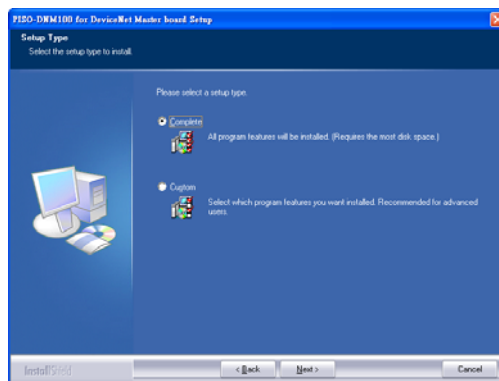 PISO-DNM100 for DeviceNet Master board Setup
Setup Type
Select the setup type to install.
Please select a setup type.
Complete
All program features will be installed. (Requires the most disk space.)
Custom
Select which program features you want installed. Recommended for advanced
users.
InstallShield
< Back
Next >
Cancel